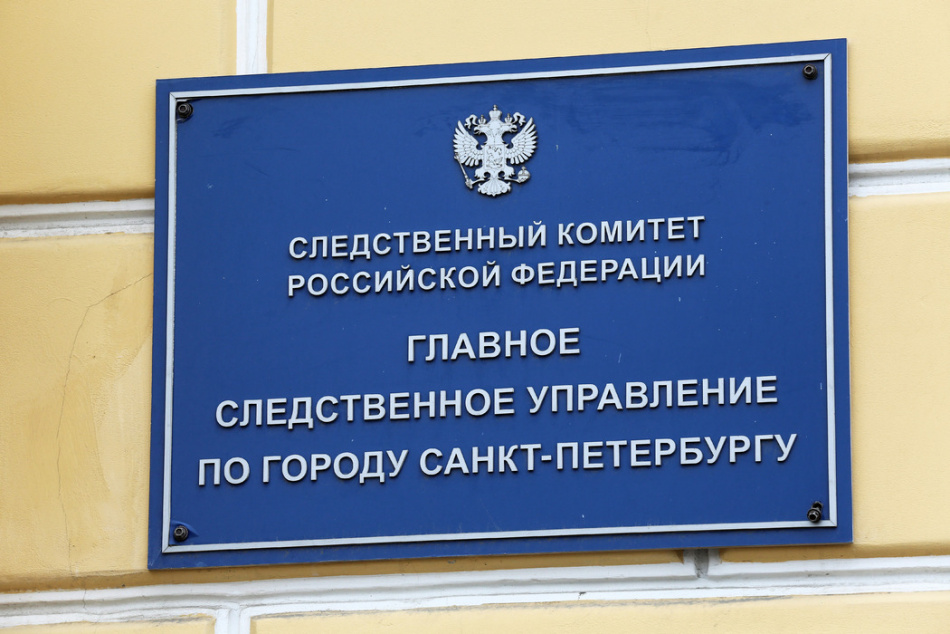 СЛЕДСТВЕННЫЙ КОМИТЕТ
РОССИЙСКОЙ ФЕДЕРАЦИИ
ГЛАВНОЕ
СЛЕДСТВЕННОЕ УПРАВЛЕНИЕ
ПО ГОРОДУ САНКТ-ПЕТЕРБУРГУ